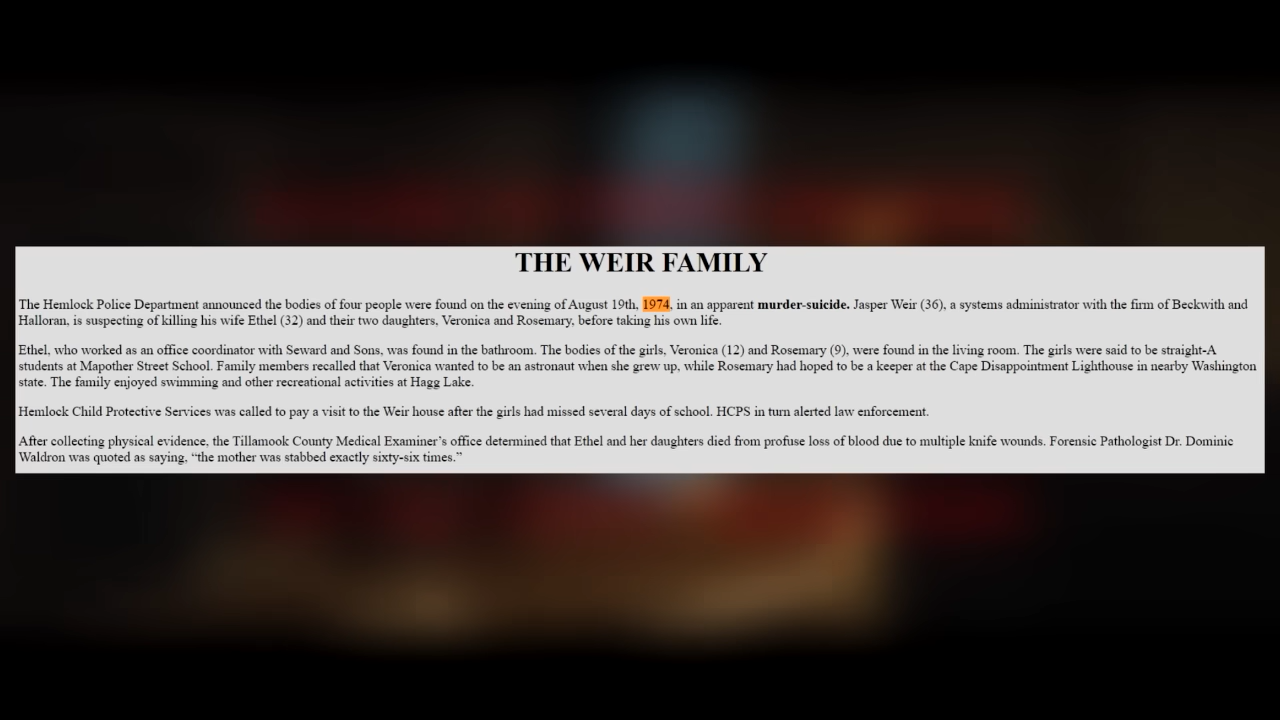 THE WEIR FAMILY
The Hemlock Police Department announced the bodies of four people were found on the evening of August 19th, 1974, in an apparent murder-suicide. Jasper Weir (36), a systems administrator with the firm of Beckwith and
Halloran, is suspecting of killing his wife Ethel (32) and their two daughters, Veronica and Rosemary, before taking his own life.
Ethel, who worked as an office coordinator with Seward and Sons, was found in the bathroom. The bodies of the girls, Veronica (12) and Rosemary (9), were found in the living room. The girls were said to be straight-A
students at Mapother Street School. Family members recalled that Veronica wanted to be an astronaut when she grew up, while Rosemary had hoped to be a keeper at the Cape Disappointment Lighthouse in nearby Washington
state. The family enjoyed swimming and other recreational activities at Hagg Lake.
Hemlock Child Protective Services was called to pay a visit to the Weir house after the girls had missed several days of school. HCPS in turn alerted law enforcement.
After collecting physical evidence, the Tillamook County Medical Examiner’s office determined that Ethel and her daughters died from profuse loss of blood due to multiple knife wounds. Forensic Pathologist Dr. Dominic
Waldron was quoted as saying, “the mother was stabbed exactly sixty-six times.”